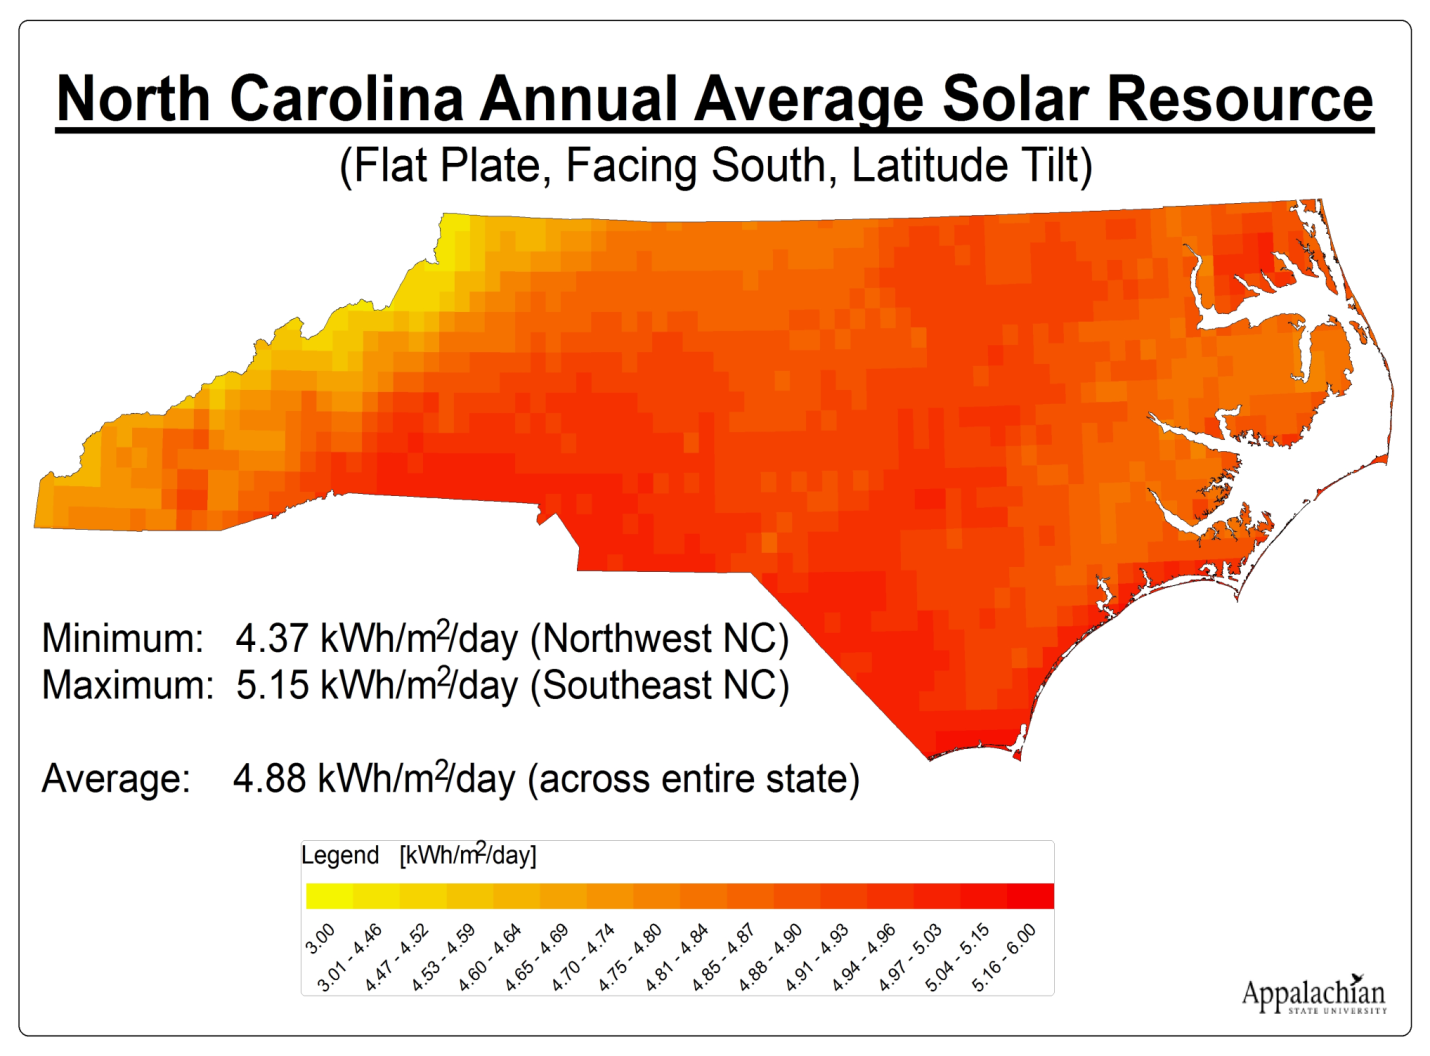 North Carolina Annual Average Solar Resource
(Flat Plate, Facing South, Latitude Tilt)
Minimum: 4.37 kWh/m²/day (Northwest NC)
Maximum: 5.15 kWh/m²/day (Southeast NC)
Average: 4.88 kWh/m²/day (across entire state)
Legend [kWh/m²/day]
3.00
3.01 - 4.46
4.47 - 4.52
4.53 - 4.59
4.60 - 4.64
4.65 - 4.69
4.70 - 4.74
4.75 - 4.80
4.81 - 4.84
4.85 - 4.87
4.88 - 4.90
4.91 - 4.93
4.94 - 4.96
4.97 - 5.03
5.04 - 5.15
5.16 - 6.00
Appalachian
STATE UNIVERSITY